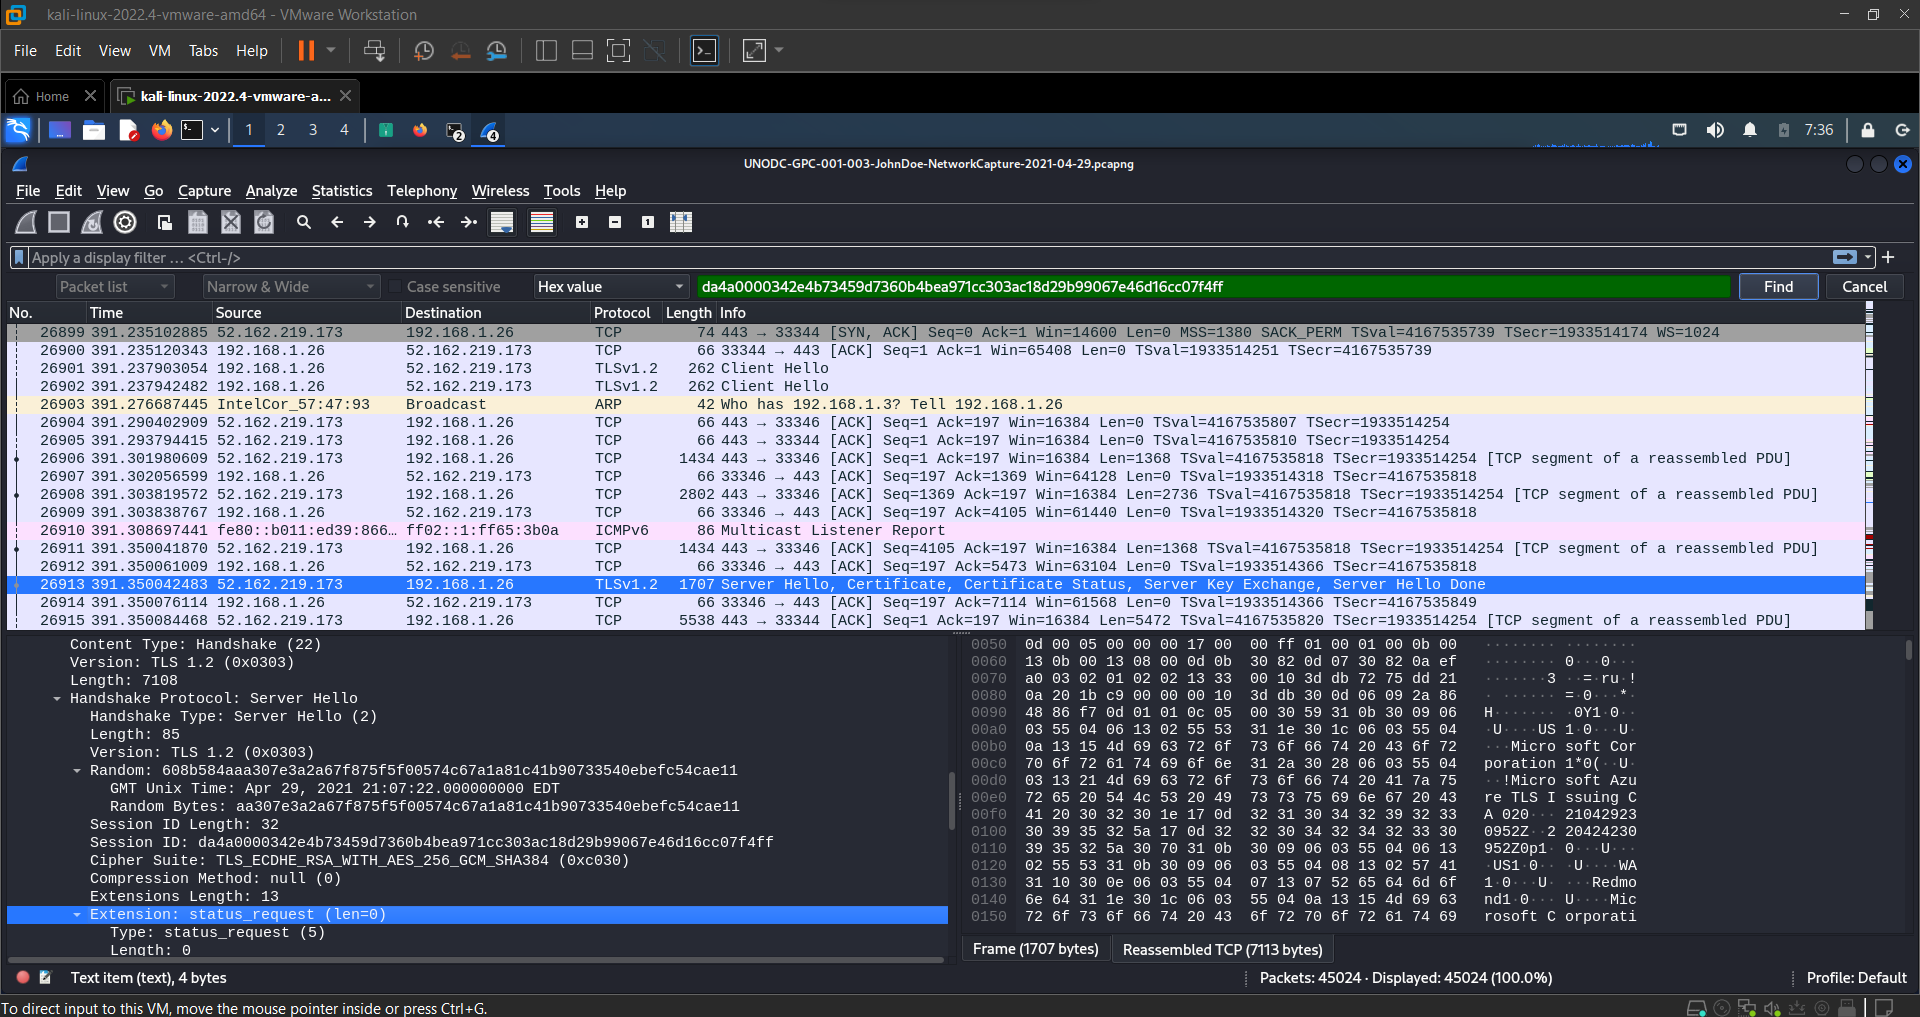 kali-linux-2022.4-vmware-amd64 - VMware Workstation
File Edit View VM Tabs Help
Home kali-linux-2022.4-vmware-a...
1 2 3 4 2 4 7:36
UNODC-GPC-001-003-JohnDoe-NetworkCapture-2021-04-29.pcapng
File Edit View Go Capture Analyze Statistics Telephony Wireless Tools Help
Apply a display filter … <Ctrl-/>
Packet list Narrow & Wide Case sensitive Hex value da4a0000342e4b73459d7360b4bea971cc303ac18d29b99067e46d16cc07f4ff Find Cancel
No. Time Source Destination Protocol Length Info
26899 391.235102885 52.162.219.173 192.168.1.26 TCP 74 443 → 33344 [SYN, ACK] Seq=0 Ack=1 Win=14600 Len=0 MSS=1380 SACK_PERM TSval=4167535739 TSecr=1933514174 WS=1024
26900 391.235120343 192.168.1.26 52.162.219.173 TCP 66 33344 → 443 [ACK] Seq=1 Ack=1 Win=65408 Len=0 TSval=1933514251 TSecr=4167535739
26901 391.237903054 192.168.1.26 52.162.219.173 TLSv1.2 262 Client Hello
26902 391.237942482 192.168.1.26 52.162.219.173 TLSv1.2 262 Client Hello
26903 391.276687445 IntelCor_57:47:93 Broadcast ARP 42 Who has 192.168.1.3? Tell 192.168.1.26
26904 391.290402909 52.162.219.173 192.168.1.26 TCP 66 443 → 33346 [ACK] Seq=1 Ack=197 Win=16384 Len=0 TSval=4167535807 TSecr=1933514254
26905 391.293794415 52.162.219.173 192.168.1.26 TCP 66 443 → 33344 [ACK] Seq=1 Ack=197 Win=16384 Len=0 TSval=4167535810 TSecr=1933514254
26906 391.301980609 52.162.219.173 192.168.1.26 TCP 1434 443 → 33346 [ACK] Seq=1 Ack=197 Win=16384 Len=1368 TSval=4167535818 TSecr=1933514254 [TCP segment of a reassembled PDU]
26907 391.302056599 192.168.1.26 52.162.219.173 TCP 66 33346 → 443 [ACK] Seq=197 Ack=1369 Win=64128 Len=0 TSval=1933514318 TSecr=4167535818
26908 391.303819572 52.162.219.173 192.168.1.26 TCP 2802 443 → 33346 [ACK] Seq=1369 Ack=197 Win=16384 Len=2736 TSval=4167535818 TSecr=1933514254 [TCP segment of a reassembled PDU]
26909 391.303838767 192.168.1.26 52.162.219.173 TCP 66 33346 → 443 [ACK] Seq=197 Ack=4105 Win=61440 Len=0 TSval=1933514320 TSecr=4167535818
26910 391.308697441 fe80::b011:ed39:866… ff02::1:ff65:3b0a ICMPv6 86 Multicast Listener Report
26911 391.350041870 52.162.219.173 192.168.1.26 TCP 1434 443 → 33346 [ACK] Seq=4105 Ack=197 Win=16384 Len=1368 TSval=4167535818 TSecr=1933514254 [TCP segment of a reassembled PDU]
26912 391.350061009 192.168.1.26 52.162.219.173 TCP 66 33346 → 443 [ACK] Seq=197 Ack=5473 Win=63104 Len=0 TSval=1933514366 TSecr=4167535818
26913 391.350042483 52.162.219.173 192.168.1.26 TLSv1.2 1707 Server Hello, Certificate, Certificate Status, Server Key Exchange, Server Hello Done
26914 391.350076114 192.168.1.26 52.162.219.173 TCP 66 33346 → 443 [ACK] Seq=197 Ack=7114 Win=61568 Len=0 TSval=1933514366 TSecr=4167535849
26915 391.350084468 52.162.219.173 192.168.1.26 TCP 5538 443 → 33344 [ACK] Seq=1 Ack=197 Win=16384 Len=5472 TSval=4167535820 TSecr=1933514254 [TCP segment of a reassembled PDU]
Content Type: Handshake (22)
Version: TLS 1.2 (0x0303)
Length: 7108
Handshake Protocol: Server Hello
Handshake Type: Server Hello (2)
Length: 85
Version: TLS 1.2 (0x0303)
Random: 608b584aaa307e3a2a67f875f5f00574c67a1a81c41b90733540ebefc54cae11
GMT Unix Time: Apr 29, 2021 21:07:22.000000000 EDT
Random Bytes: aa307e3a2a67f875f5f00574c67a1a81c41b90733540ebefc54cae11
Session ID Length: 32
Session ID: da4a0000342e4b73459d7360b4bea971cc303ac18d29b99067e46d16cc07f4ff
Cipher Suite: TLS_ECDHE_RSA_WITH_AES_256_GCM_SHA384 (0xc030)
Compression Method: null (0)
Extensions Length: 13
Extension: status_request (len=0)
Type: status_request (5)
Length: 0
0050 0d 00 05 00 00 00 17 00 00 ff 01 00 01 00 0b 00 ········ ········
0060 13 0b 00 13 08 00 0d 0b 30 82 0d 07 30 82 0a ef ········ 0···0···
0070 a0 03 02 01 02 02 13 33 00 10 3d db 72 75 dd 21 ·······3 ··=·ru·!
0080 0a 20 1b c9 00 00 00 10 3d db 30 0d 06 09 2a 86 · ······ =·0···*·
0090 48 86 f7 0d 01 01 0c 05 00 30 59 31 0b 30 09 06 H······· ·0Y1·0··
00a0 03 55 04 06 13 02 55 53 31 1e 30 1c 06 03 55 04 ·U····US 1·0···U·
00b0 0a 13 15 4d 69 63 72 6f 73 6f 66 74 20 43 6f 72 ···Micro soft Cor
00c0 70 6f 72 61 74 69 6f 6e 31 2a 30 28 06 03 55 04 poration 1*0(··U·
00d0 03 13 21 4d 69 63 72 6f 73 6f 66 74 20 41 7a 75 ··!Micro soft Azu
00e0 72 65 20 54 4c 53 20 49 73 73 75 69 6e 67 20 43 re TLS I ssuing C
00f0 41 20 30 32 30 1e 17 0d 32 31 30 34 32 39 32 33 A 020··· 21042923
0100 30 39 35 32 5a 17 0d 32 32 30 34 32 34 32 33 30 0952Z··2 20424230
0110 39 35 32 5a 30 70 31 0b 30 09 06 03 55 04 06 13 952Z0p1· 0···U···
0120 02 55 53 31 0b 30 09 06 03 55 04 08 13 02 57 41 ·US1·0·· ·U····WA
0130 31 10 30 0e 06 03 55 04 07 13 07 52 65 64 6d 6f 1·0···U· ···Redmo
0140 6e 64 31 1e 30 1c 06 03 55 04 0a 13 15 4d 69 63 nd1·0··· U····Mic
0150 72 6f 73 6f 66 74 20 43 6f 72 70 6f 72 61 74 69 rosoft C orporati
Frame (1707 bytes) Reassembled TCP (7113 bytes)
Text item (text), 4 bytes Packets: 45024 · Displayed: 45024 (100.0%) Profile: Default
To direct input to this VM, move the mouse pointer inside or press Ctrl+G.